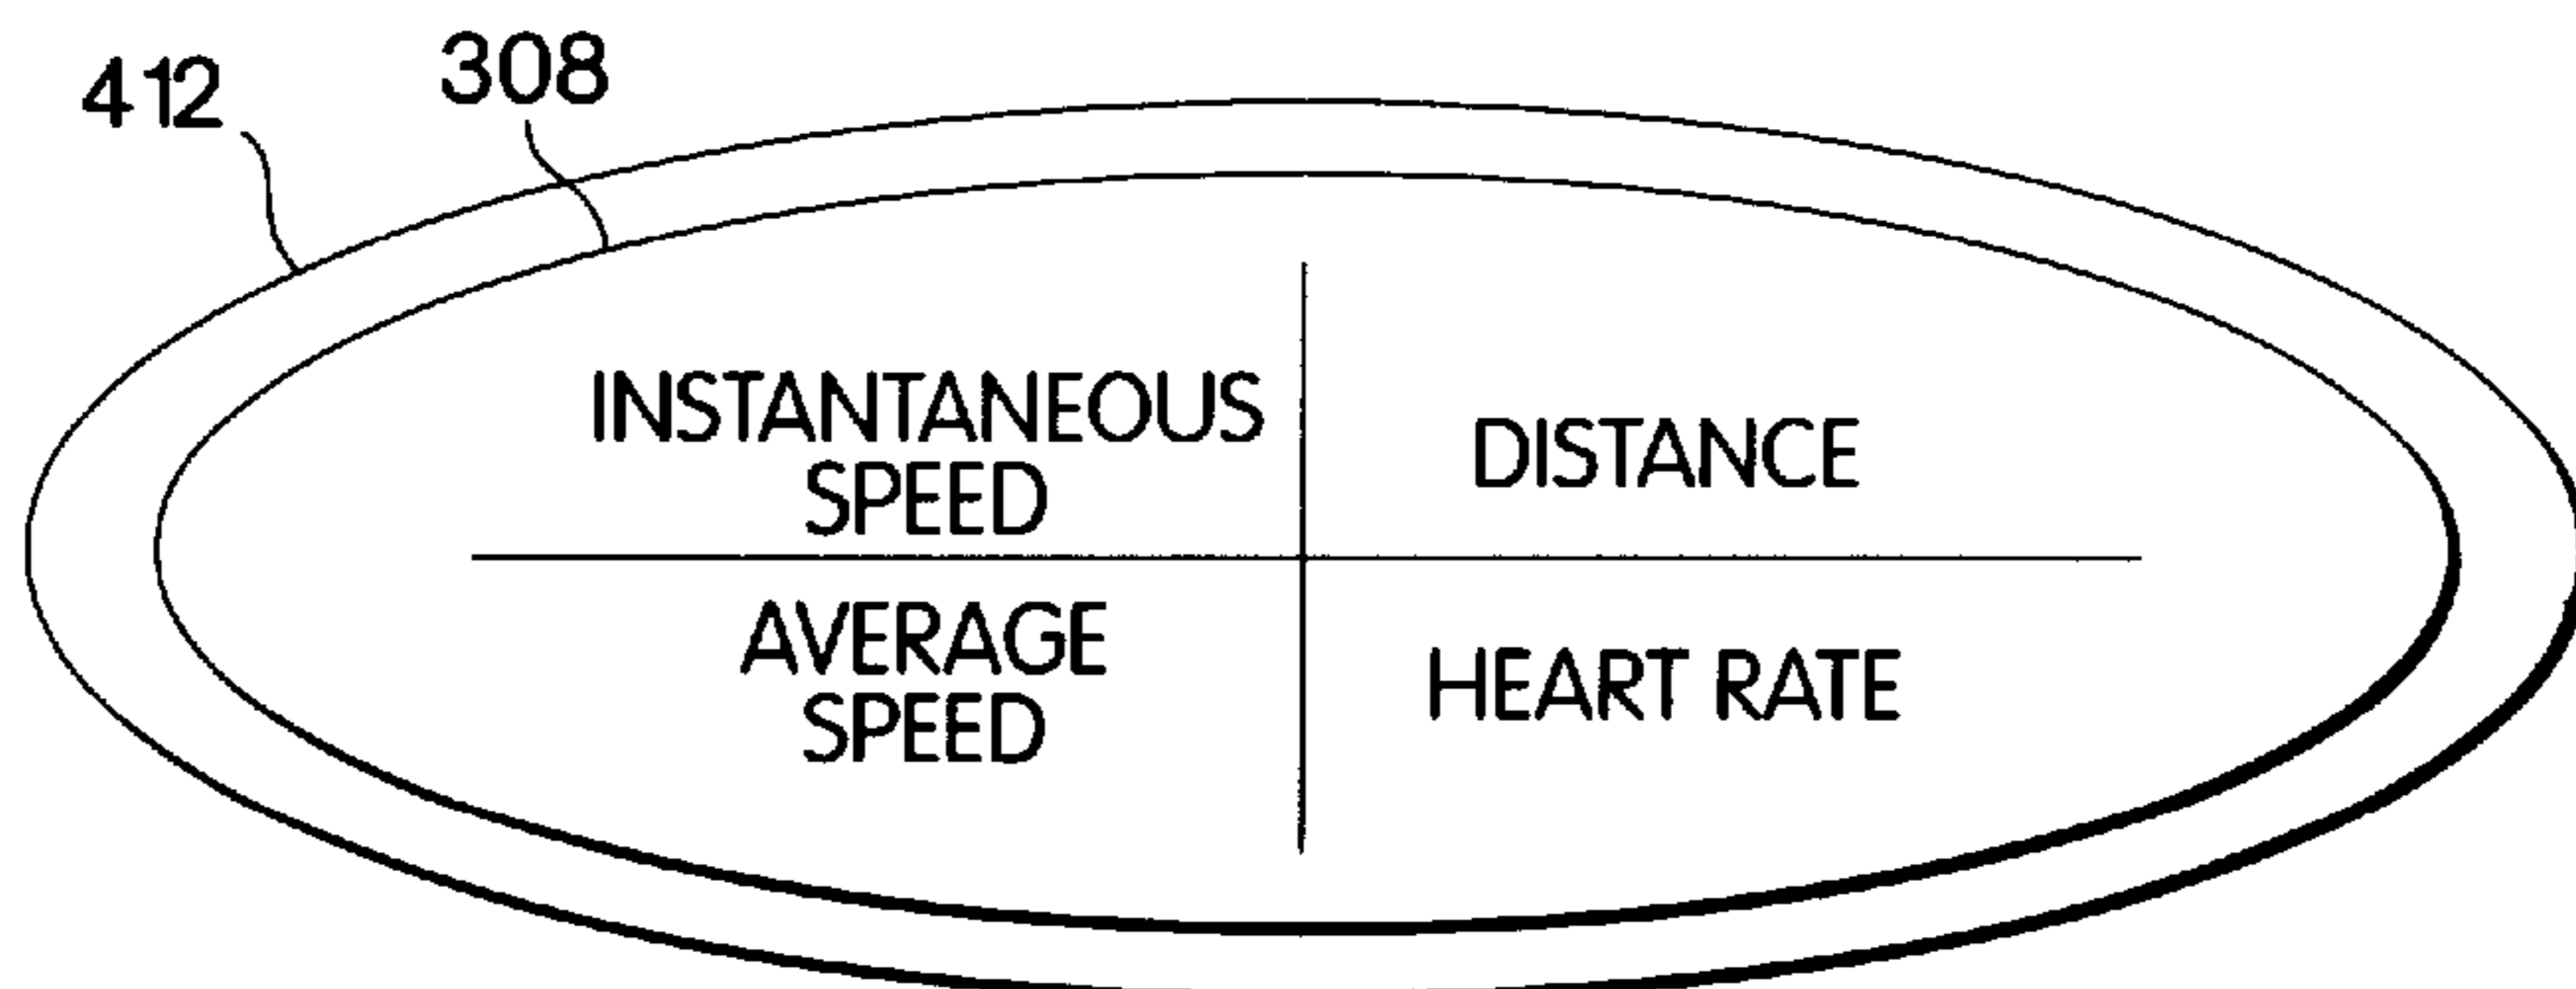 412
308
INSTANTANEOUS
SPEED
DISTANCE
AVERAGE
SPEED
HEART RATE